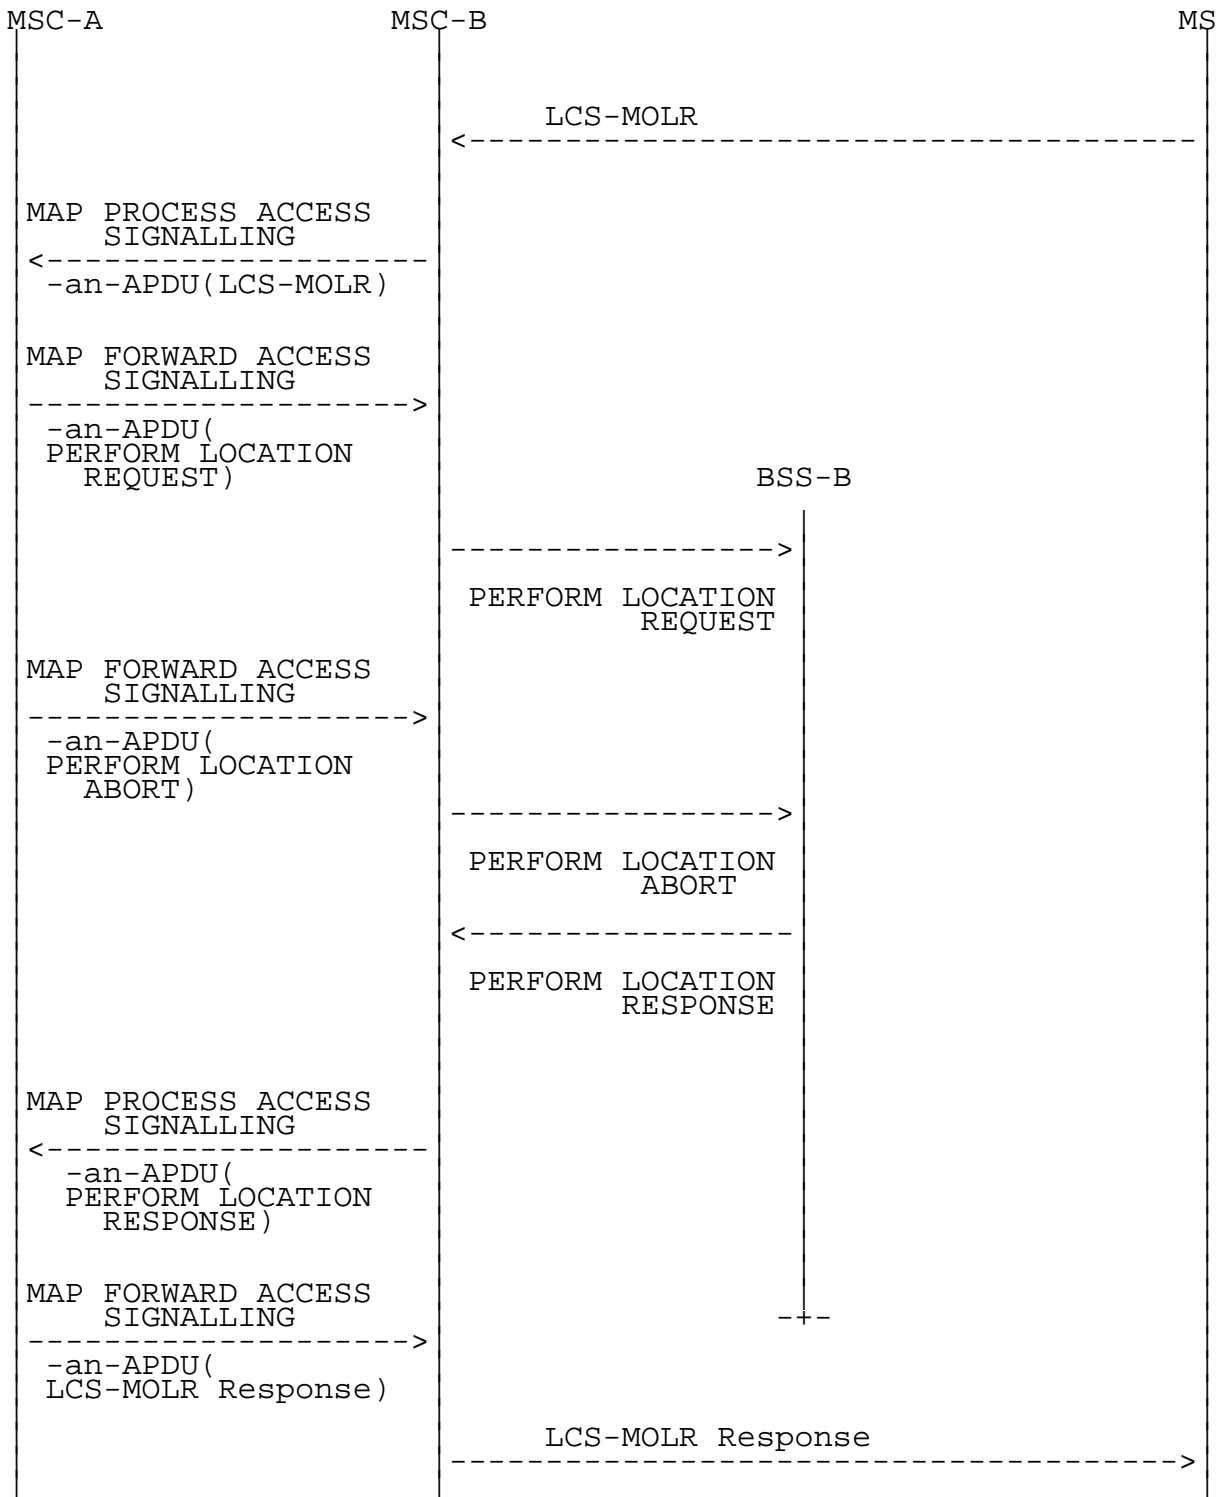 MSC-A MSC-B MS
LCS-MOLR
MAP PROCESS ACCESS
SIGNALLING
-an-APDU(LCS-MOLR)
MAP FORWARD ACCESS
SIGNALLING
-an-APDU(
PERFORM LOCATION
REQUEST)
BSS-B
PERFORM LOCATION
REQUEST
MAP FORWARD ACCESS
SIGNALLING
-an-APDU(
PERFORM LOCATION
ABORT)
PERFORM LOCATION
ABORT
PERFORM LOCATION
RESPONSE
MAP PROCESS ACCESS
SIGNALLING
-an-APDU(
PERFORM LOCATION
RESPONSE)
MAP FORWARD ACCESS
SIGNALLING
-an-APDU(
LCS-MOLR Response)
LCS-MOLR Response